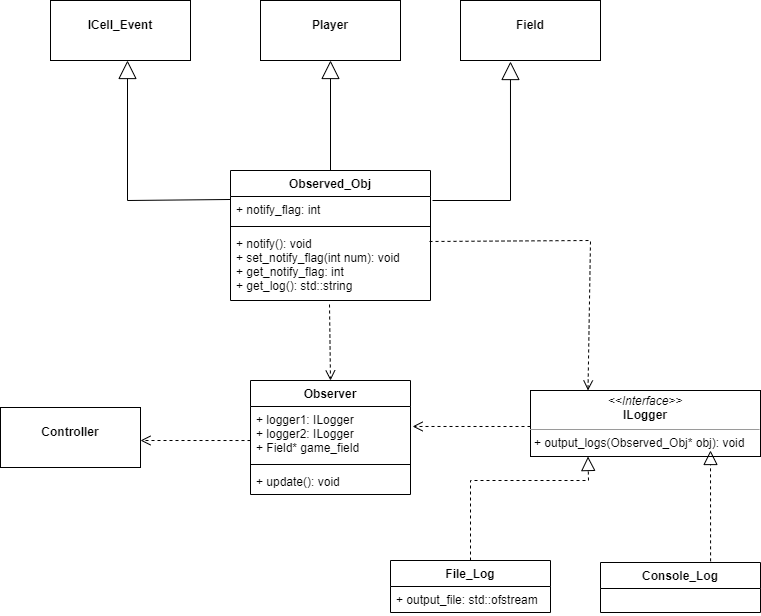 ICell_Event
Player
Field
Observed_Obj
+ notify_flag: int
+ notify(): void
+ set_notify_flag(int num): void
+ get_notify_flag: int
+ get_log(): std::string
Observer
+ logger1: ILogger
+ logger2: ILogger
+ Field* game_field
+ update(): void
Controller
<<Interface>>
ILogger
+ output_logs(Observed_Obj* obj): void
File_Log
+ output_file: std::ofstream
Console_Log